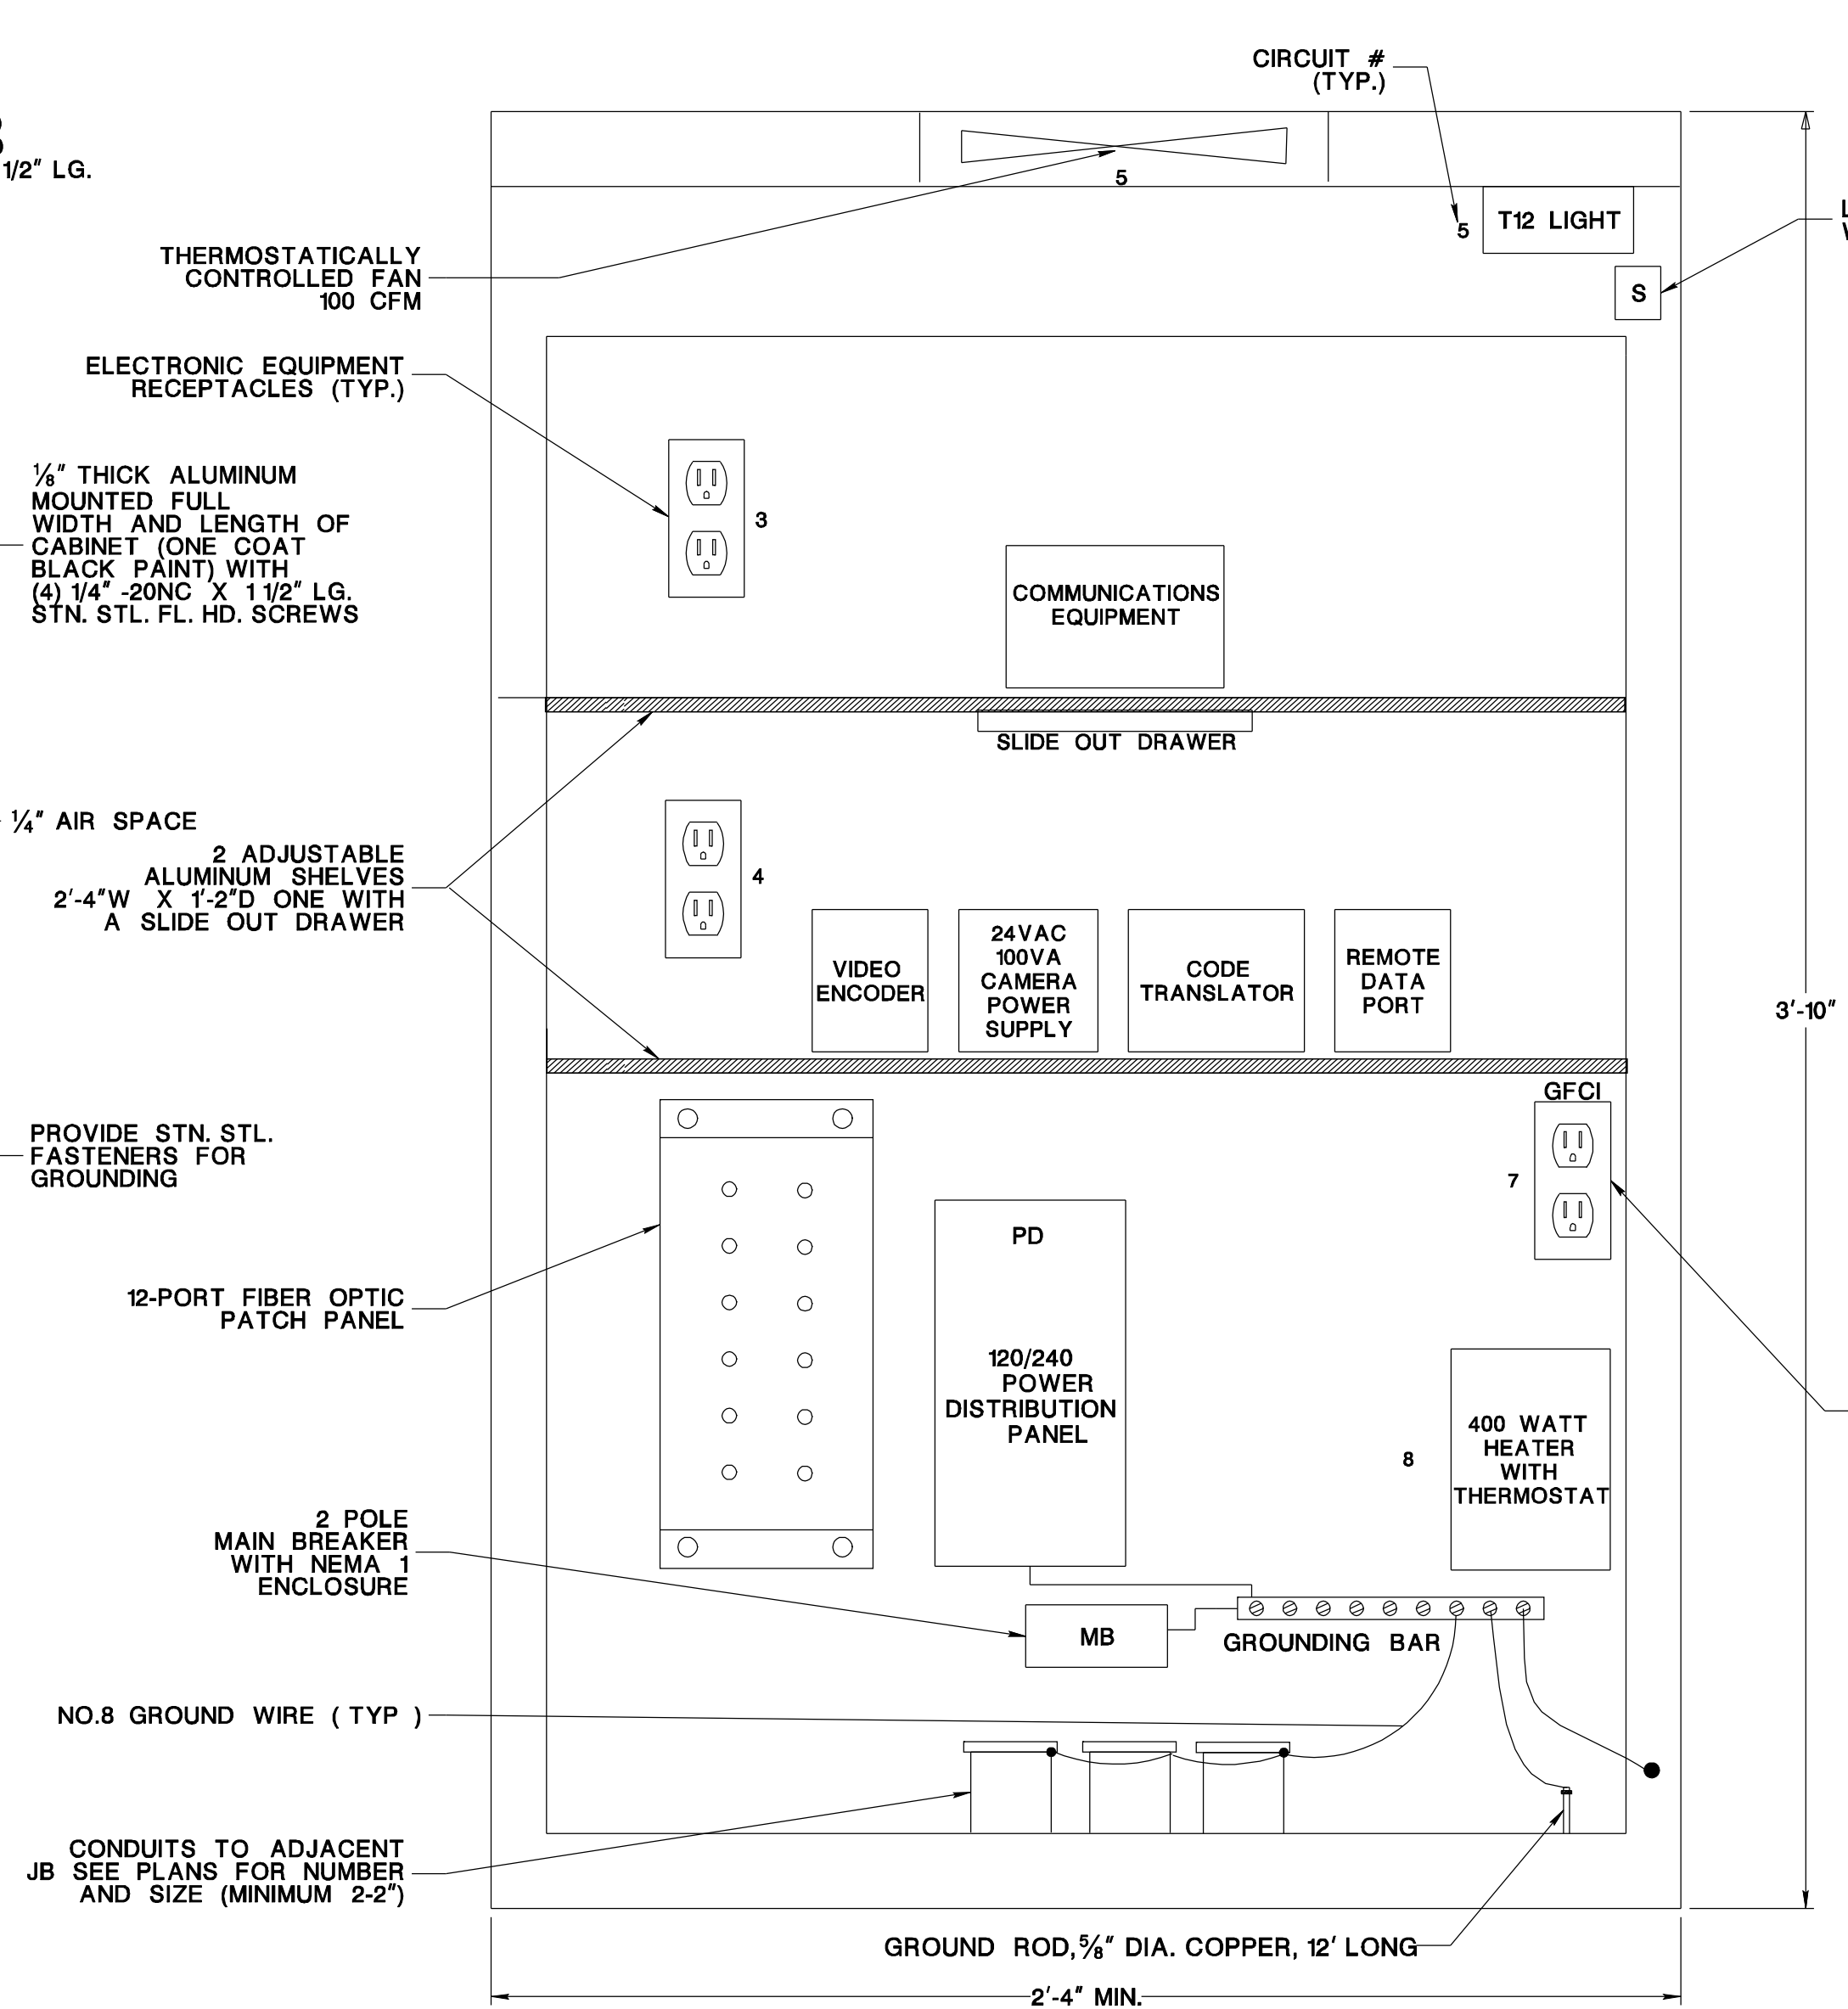 CIRCUIT #
(TYP.)
1/2" LG.
5
5
T12 LIGHT
S
THERMOSTATICALLY
CONTROLLED FAN
100 CFM
ELECTRONIC EQUIPMENT
RECEPTACLES (TYP.)
3
⅛" THICK ALUMINUM
MOUNTED FULL
WIDTH AND LENGTH OF
CABINET (ONE COAT
BLACK PAINT) WITH
(4) 1/4" -20NC X 1 1/2" LG.
STN. STL. FL. HD. SCREWS
COMMUNICATIONS
EQUIPMENT
SLIDE OUT DRAWER
¼" AIR SPACE
2 ADJUSTABLE
ALUMINUM SHELVES
2'-4"W X 1'-2"D ONE WITH
A SLIDE OUT DRAWER
4
VIDEO
ENCODER
24VAC
100VA
CAMERA
POWER
SUPPLY
CODE
TRANSLATOR
REMOTE
DATA
PORT
3'-10"
GFCI
7
PROVIDE STN. STL.
FASTENERS FOR
GROUNDING
12-PORT FIBER OPTIC
PATCH PANEL
PD
120/240
POWER
DISTRIBUTION
PANEL
8
400 WATT
HEATER
WITH
THERMOSTAT
2 POLE
MAIN BREAKER
WITH NEMA 1
ENCLOSURE
MB
GROUNDING BAR
NO.8 GROUND WIRE ( TYP )
CONDUITS TO ADJACENT
JB SEE PLANS FOR NUMBER
AND SIZE (MINIMUM 2-2")
GROUND ROD, ⅝" DIA. COPPER, 12' LONG
2'-4" MIN.